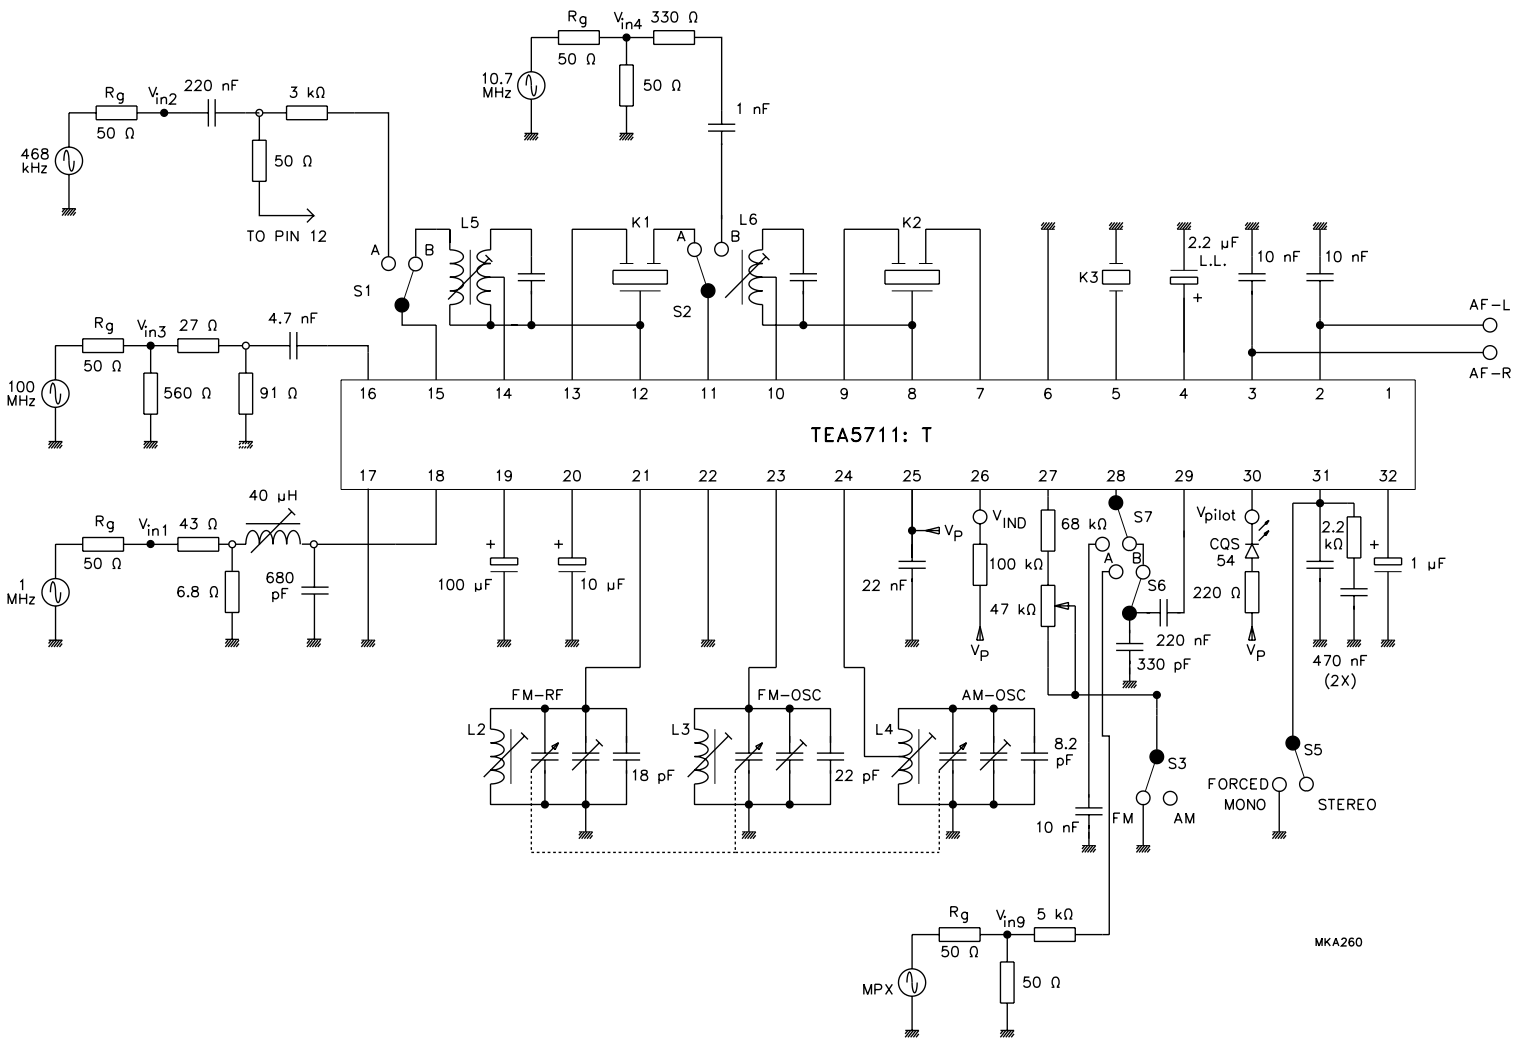 Rg
Vin4
330 Ω
50 Ω
10.7
MHz
50 Ω
1 nF
Rg
Vin2
220 nF
3 kΩ
50 Ω
468
kHz
50 Ω
TO PIN 12
A
B
S1
L5
K1
A
B
S2
L6
K2
K3
2.2 µF
L.L.
+
10 nF
10 nF
AF-L
AF-R
Rg
Vin3
27 Ω
4.7 nF
50 Ω
100
MHz
560 Ω
91 Ω
16 15 14 13 12 11 10 9 8 7 6 5 4 3 2 1
TEA5711: T
17 18 19 20 21 22 23 24 25 26 27 28 29 30 31 32
40 µH
Rg
Vin1
43 Ω
50 Ω
1
MHz
6.8 Ω
680
pF
+
100 µF
+
10 µF
VP
22 nF
VIND
100 kΩ
VP
68 kΩ
47 kΩ
S7
A
B
S6
220 nF
330 pF
Vpilot
CQS
54
220 Ω
VP
2.2
kΩ
+
1 µF
470 nF
(2X)
FM-RF
L2
18 pF
FM-OSC
L3
22 pF
AM-OSC
L4
8.2
pF
10 nF
S3
FM
AM
S5
FORCED
MONO
STEREO
Rg
Vin9
5 kΩ
50 Ω
MPX
50 Ω
MKA260